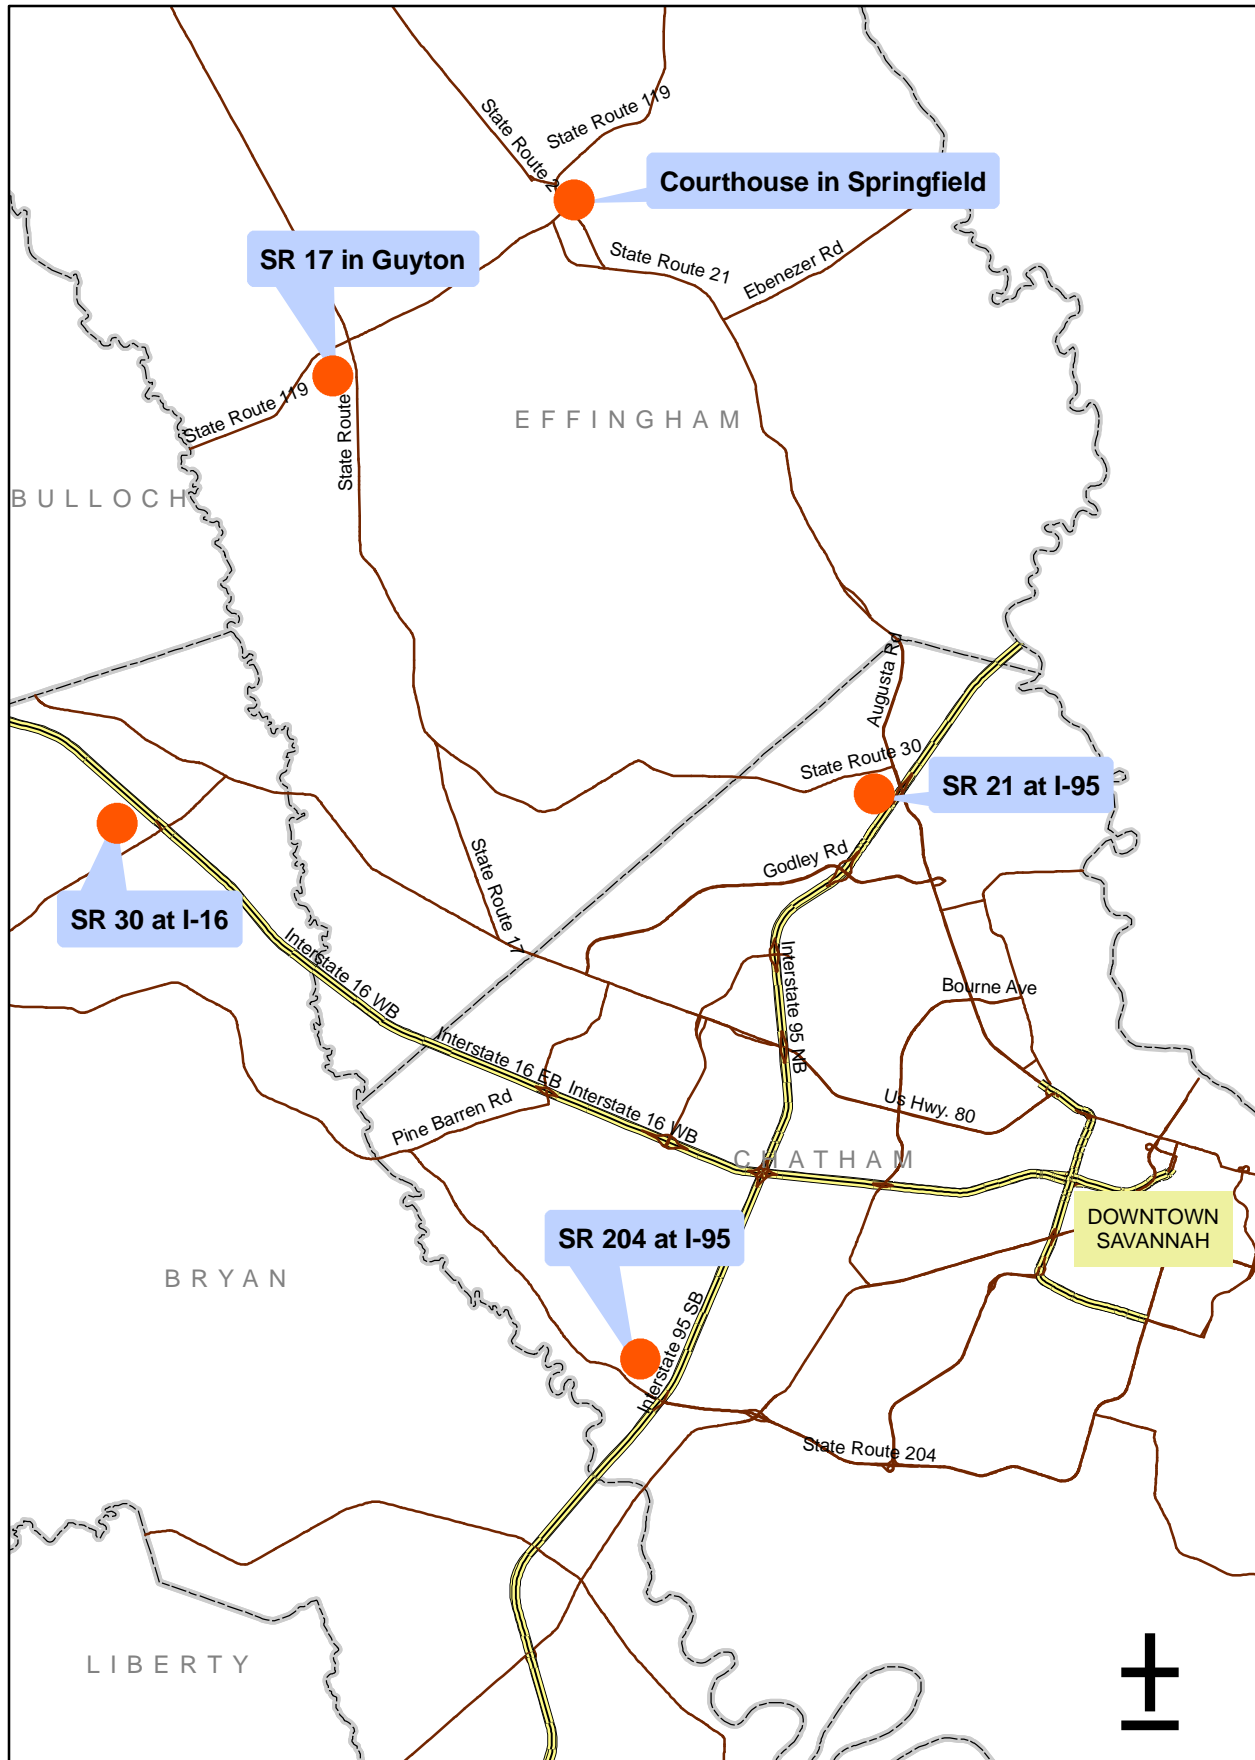 State Route 119
State Route 2
Courthouse in Springfield
SR 17 in Guyton
State Route 21
Ebenezer Rd
State Route 119
State Route
EFFINGHAM
BULLOCH
Augusta Rd
State Route 30
SR 21 at I-95
Godley Rd
State Route 17
SR 30 at I-16
Interstate 16 WB
Interstate 95 NB
Bourne Ave
Interstate 16 EB
Interstate 16 WB
Us Hwy. 80
Pine Barren Rd
CHATHAM
DOWNTOWN
SAVANNAH
SR 204 at I-95
BRYAN
Interstate 95 SB
State Route 204
LIBERTY